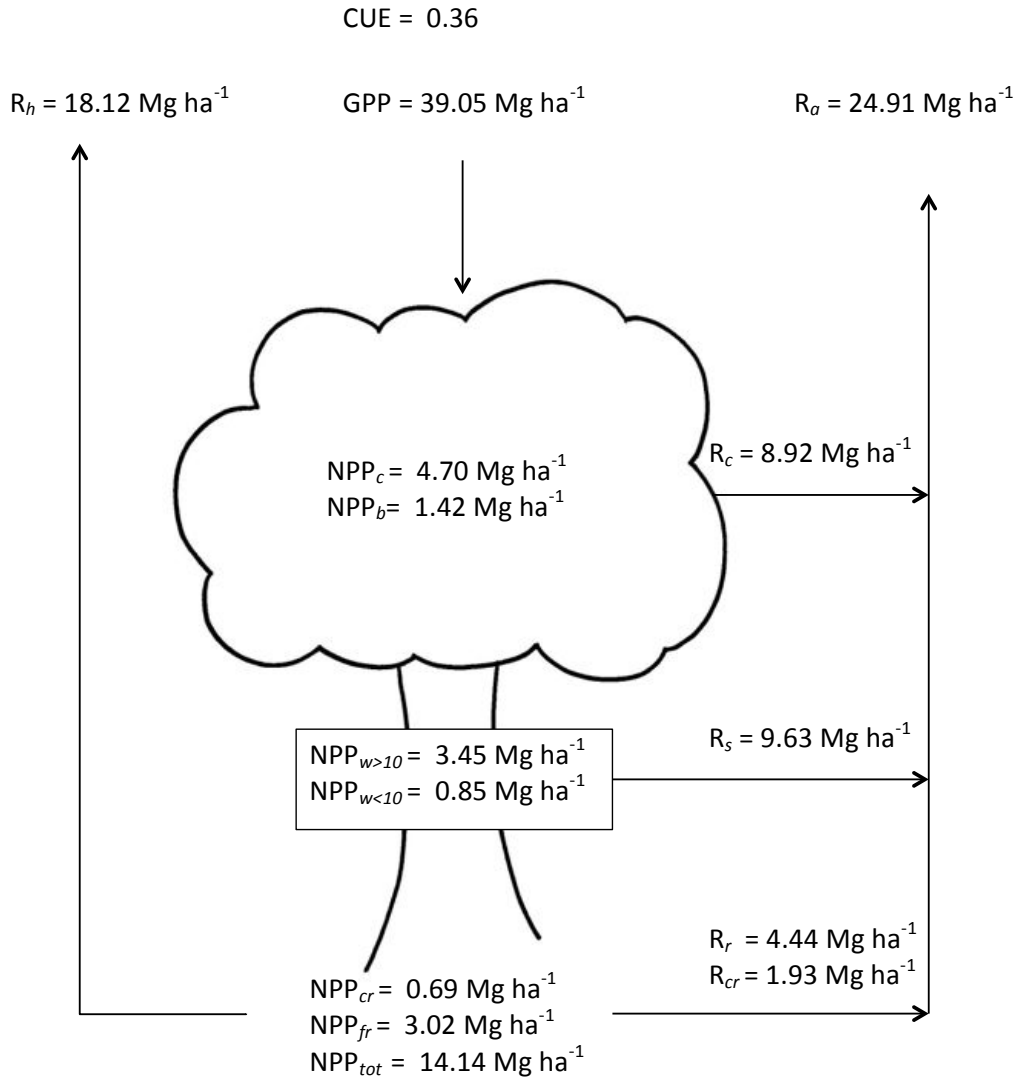 CUE = 0.36
R_h = 18.12 Mg ha⁻¹
GPP = 39.05 Mg ha⁻¹
R_a = 24.91 Mg ha⁻¹
R_c = 8.92 Mg ha⁻¹
NPP_c = 4.70 Mg ha⁻¹
NPP_b= 1.42 Mg ha⁻¹
R_s = 9.63 Mg ha⁻¹
NPP_w>10 = 3.45 Mg ha⁻¹
NPP_w<10 = 0.85 Mg ha⁻¹
R_r = 4.44 Mg ha⁻¹
R_cr = 1.93 Mg ha⁻¹
NPP_cr = 0.69 Mg ha⁻¹
NPP_fr = 3.02 Mg ha⁻¹
NPP_tot = 14.14 Mg ha⁻¹